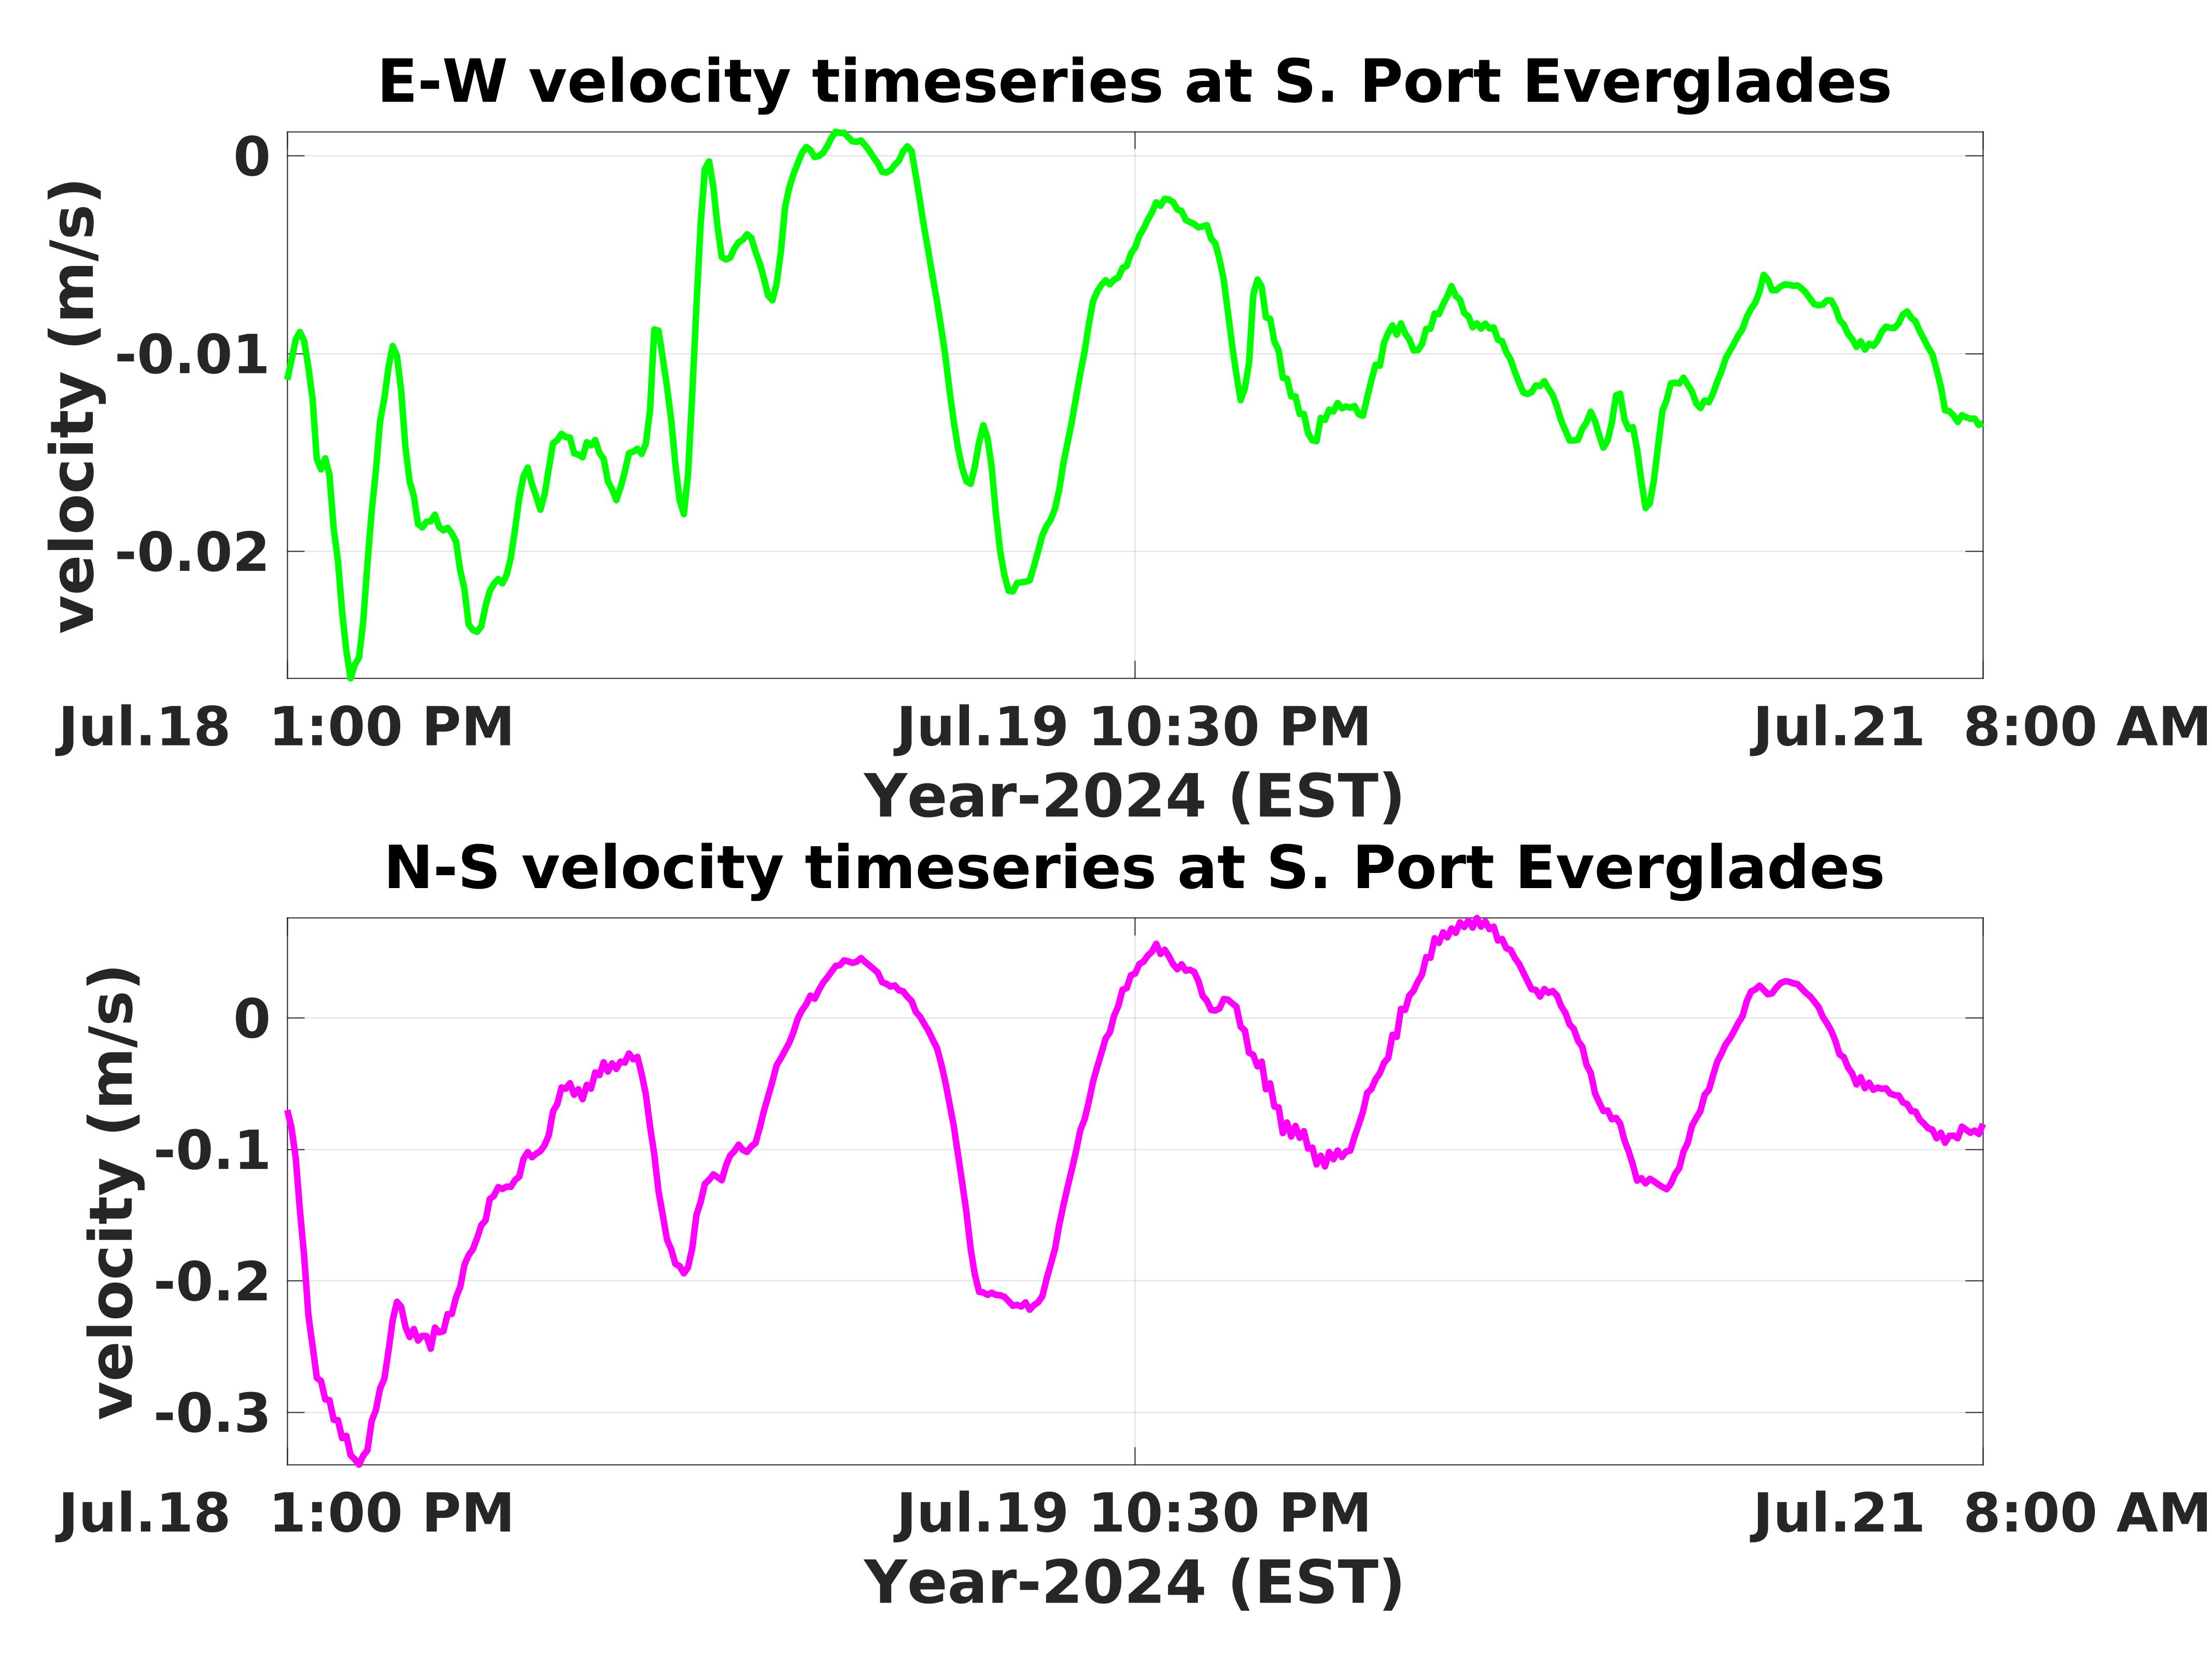 E-W velocity timeseries at S. Port Everglades
velocity (m/s)
0
-0.01
-0.02
Jul.18  1:00 PM
Jul.19 10:30 PM
Jul.21  8:00 AM
Year-2024 (EST)
N-S velocity timeseries at S. Port Everglades
velocity (m/s)
0
-0.1
-0.2
-0.3
Jul.18  1:00 PM
Jul.19 10:30 PM
Jul.21  8:00 AM
Year-2024 (EST)